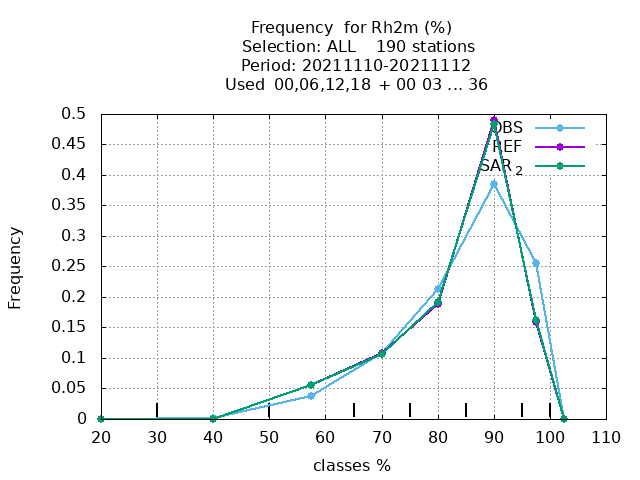 Frequency for Rh2m (%)
Selection: ALL 190 stations
Period: 20211110-20211112
Used 00,06,12,18 + 00 03 ... 36
0.5
0.45
0.4
0.35
0.3
0.25
0.2
0.15
0.1
0.05
0
Frequency
OBS
REF
SAR 2
20 30 40 50 60 70 80 90 100 110
classes %